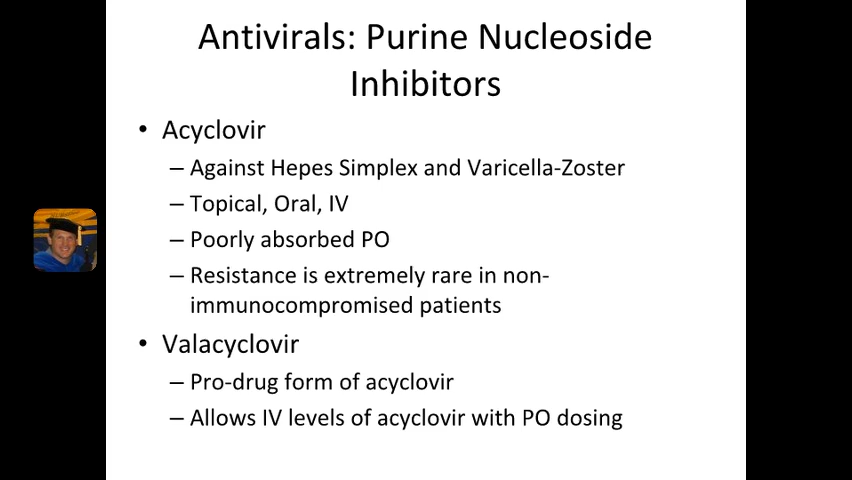 Antivirals: Purine Nucleoside
Inhibitors
• Acyclovir
– Against Hepes Simplex and Varicella-Zoster
– Topical, Oral, IV
– Poorly absorbed PO
– Resistance is extremely rare in non-
immunocompromised patients
• Valacyclovir
– Pro-drug form of acyclovir
– Allows IV levels of acyclovir with PO dosing